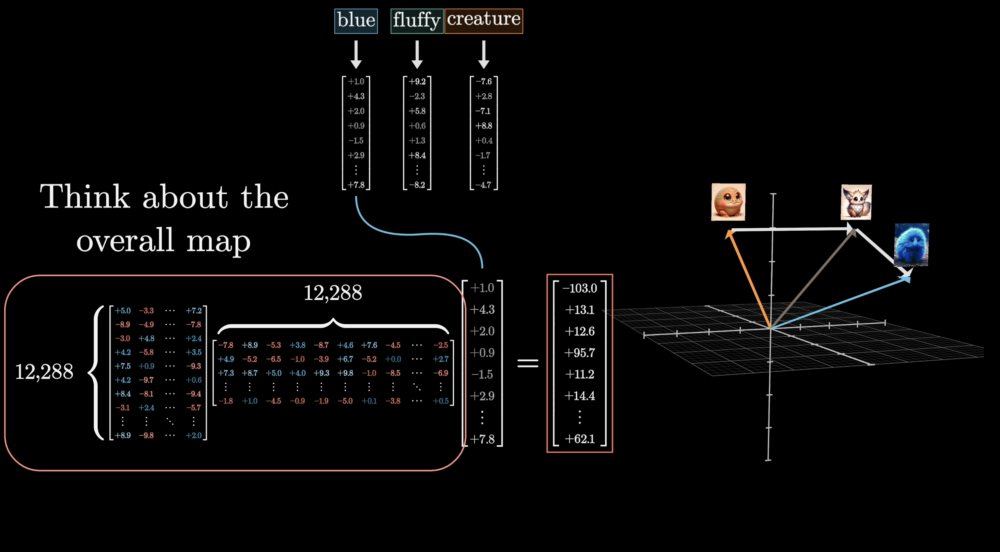 blue fluffy creature
+1.0 +9.2 −7.6
+4.3 −2.3 +2.8
+2.0 +5.8 −7.1
+0.9 +0.6 +8.8
−1.5 +1.3 +0.4
+2.9 +8.4 −1.7
⋮ ⋮ ⋮
+7.8 −8.2 −4.7
Think about the
overall map
12,288
12,288
+5.0 −3.3 ⋯ +7.2
−8.9 −4.9 ⋯ −7.8
−3.0 +4.8 ⋯ +2.4
+4.2 −5.8 ⋯ +3.5
+7.5 +0.9 ⋯ −9.3
+4.2 −9.7 ⋯ +0.6
+8.4 −8.1 ⋯ −9.4
−3.1 +2.4 ⋯ −5.7
⋮ ⋮ ⋱ ⋮
+8.9 −9.8 ⋯ +2.0
−7.8 +8.9 −5.3 +3.8 −8.7 +4.6 +7.6 −4.5 ⋯ −2.5
+4.9 −5.2 −6.5 −1.0 −3.9 +6.7 −5.2 +0.0 ⋯ +2.7
+7.3 +8.7 +5.0 +4.0 +9.3 +9.8 −1.0 −8.5 ⋯ −6.9
⋮ ⋮ ⋮ ⋮ ⋮ ⋮ ⋮ ⋮ ⋱ ⋮
−1.8 +1.0 −4.5 −0.9 −1.9 −5.0 +0.1 −3.8 ⋯ +0.5
+1.0
+4.3
+2.0
+0.9
−1.5
+2.9
⋮
+7.8
=
−103.0
+13.1
+12.6
+95.7
+11.2
+14.4
⋮
+62.1